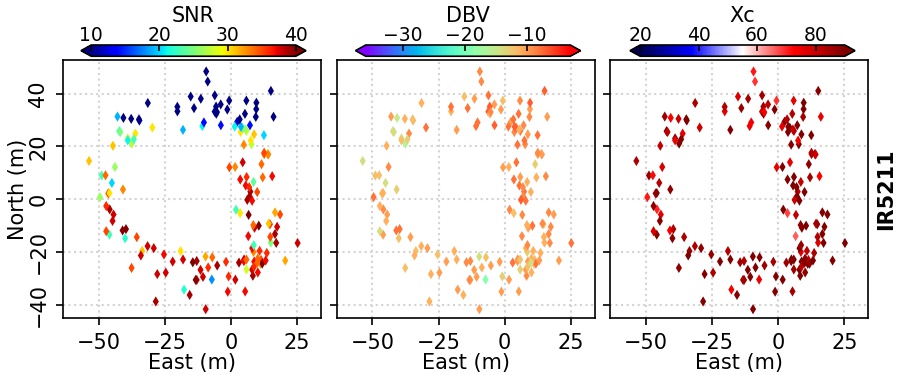 SNR DBV Xc
10 20 30 40 −30 −20 −10 20 40 60 80
40
20
0
−20
−40
North (m)
IR5211
−50 −25 0 25 −50 −25 0 25 −50 −25 0 25
East (m) East (m) East (m)